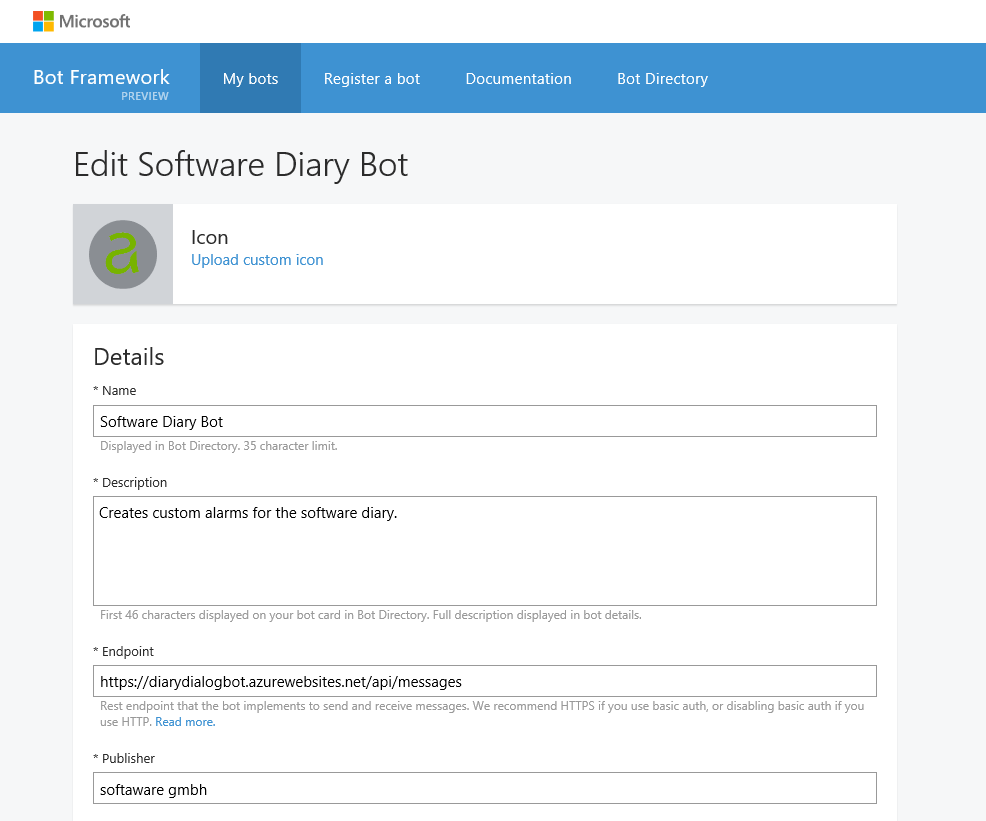 Microsoft
Bot Framework
PREVIEW
My bots
Register a bot
Documentation
Bot Directory
Edit Software Diary Bot
a
Icon
Upload custom icon
Details
* Name
Software Diary Bot
Displayed in Bot Directory. 35 character limit.
* Description
Creates custom alarms for the software diary.
First 46 characters displayed on your bot card in Bot Directory. Full description displayed in bot details.
* Endpoint
https://diarydialogbot.azurewebsites.net/api/messages
Rest endpoint that the bot implements to send and receive messages. We recommend HTTPS if you use basic auth, or disabling basic auth if you
use HTTP. Read more.
* Publisher
softaware gmbh